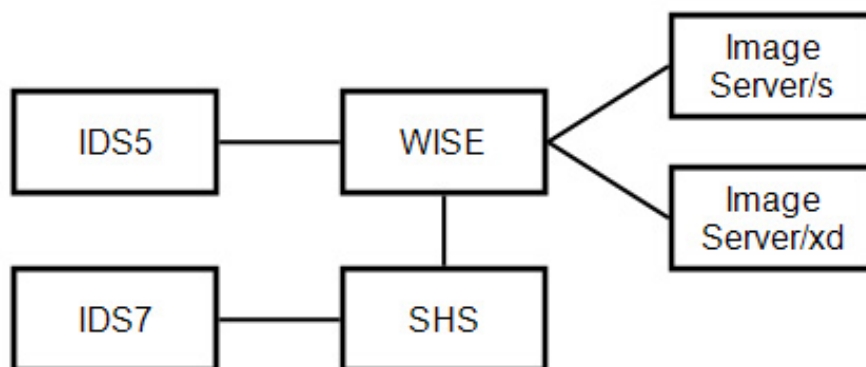 Image
Server/s
IDS5
WISE
Image
Server/xd
IDS7
SHS